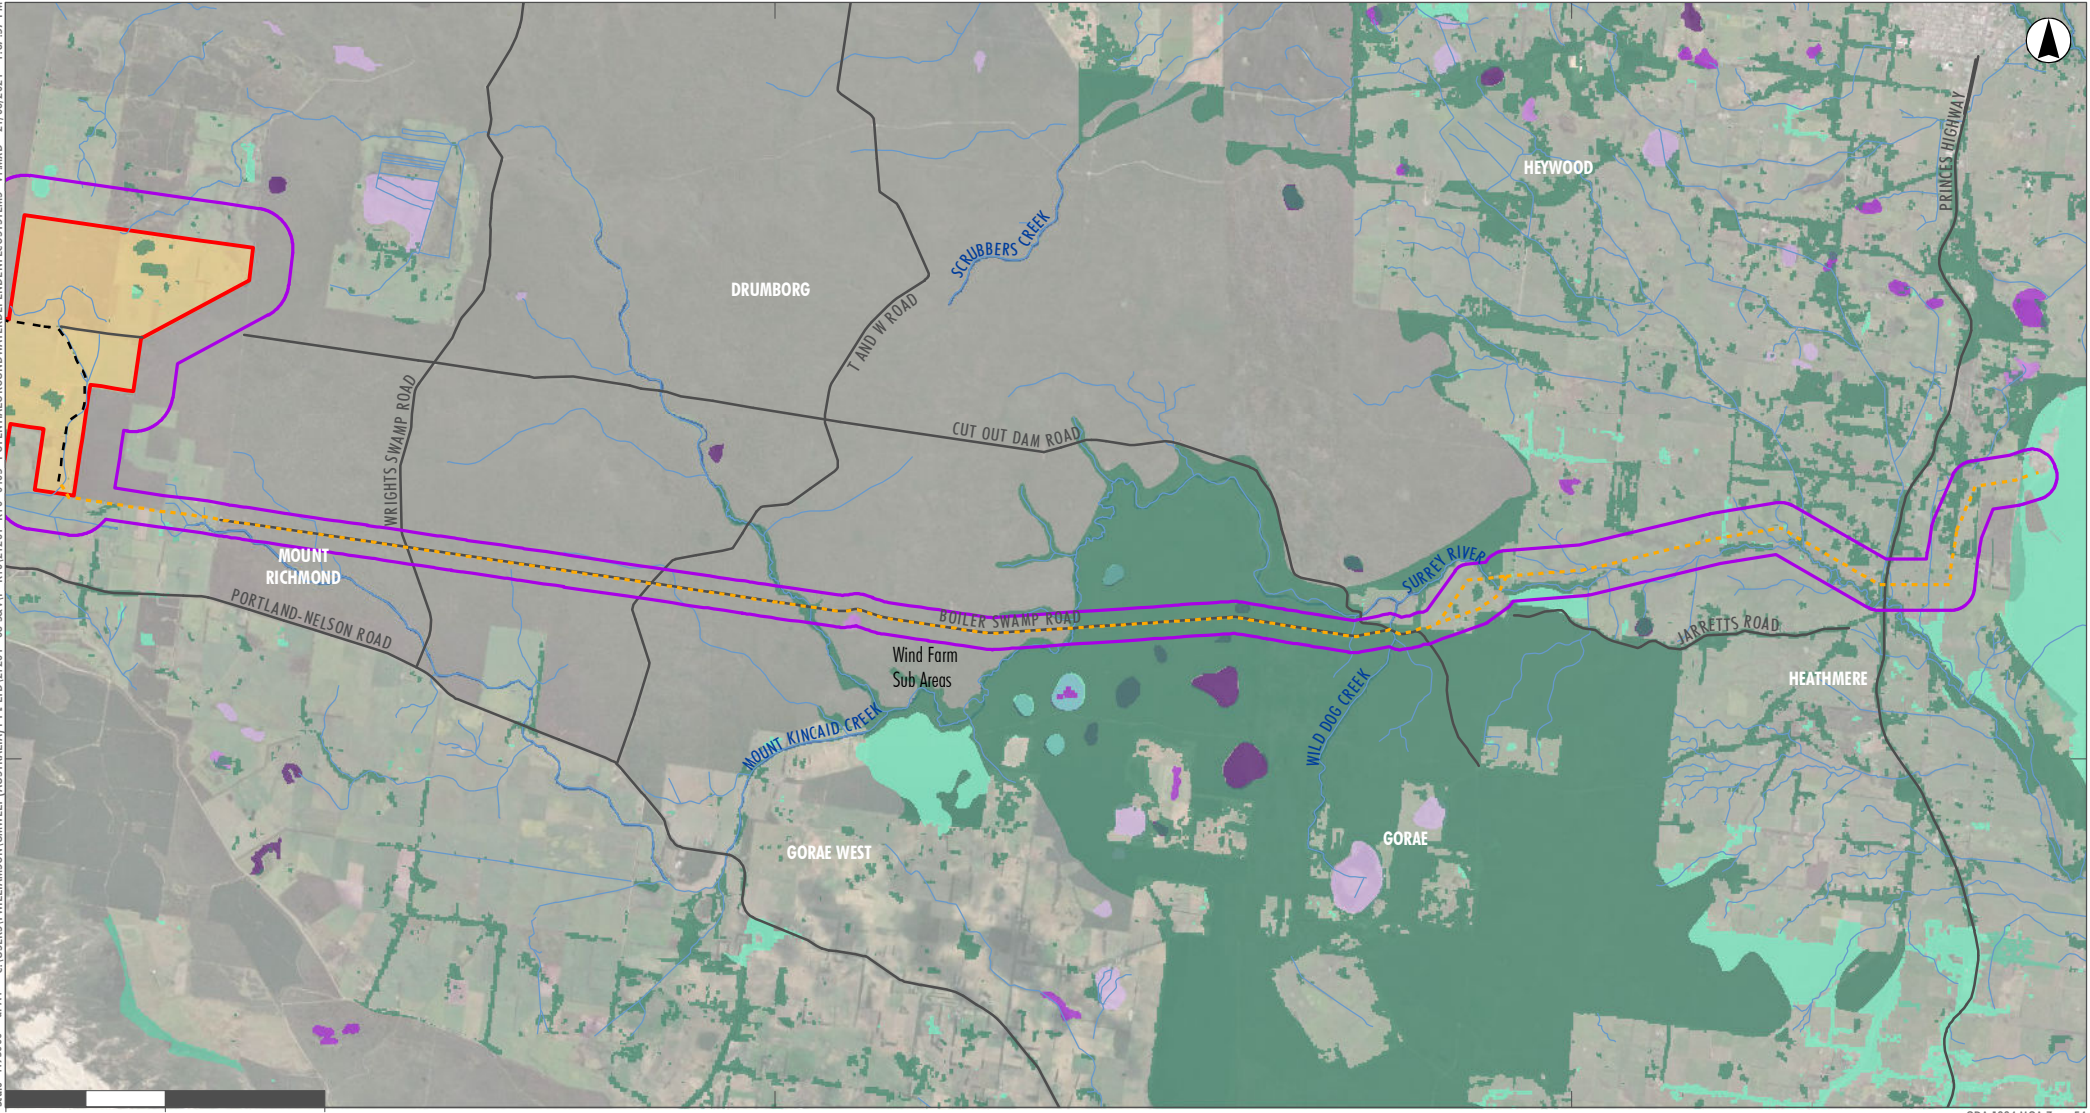 HEYWOOD
PRINCES HIGHWAY
SCRUBBERS CREEK
DRUMBORG
T AND W ROAD
WRIGHTS SWAMP ROAD
CUT OUT DAM ROAD
MOUNT
RICHMOND
SURREY RIVER
PORTLAND-NELSON ROAD
BOILER SWAMP ROAD
JARRETTS ROAD
Wind Farm
Sub Areas
HEATHMERE
WILD DOG CREEK
MOUNT KINCAID CREEK
GORAE
GORAE WEST